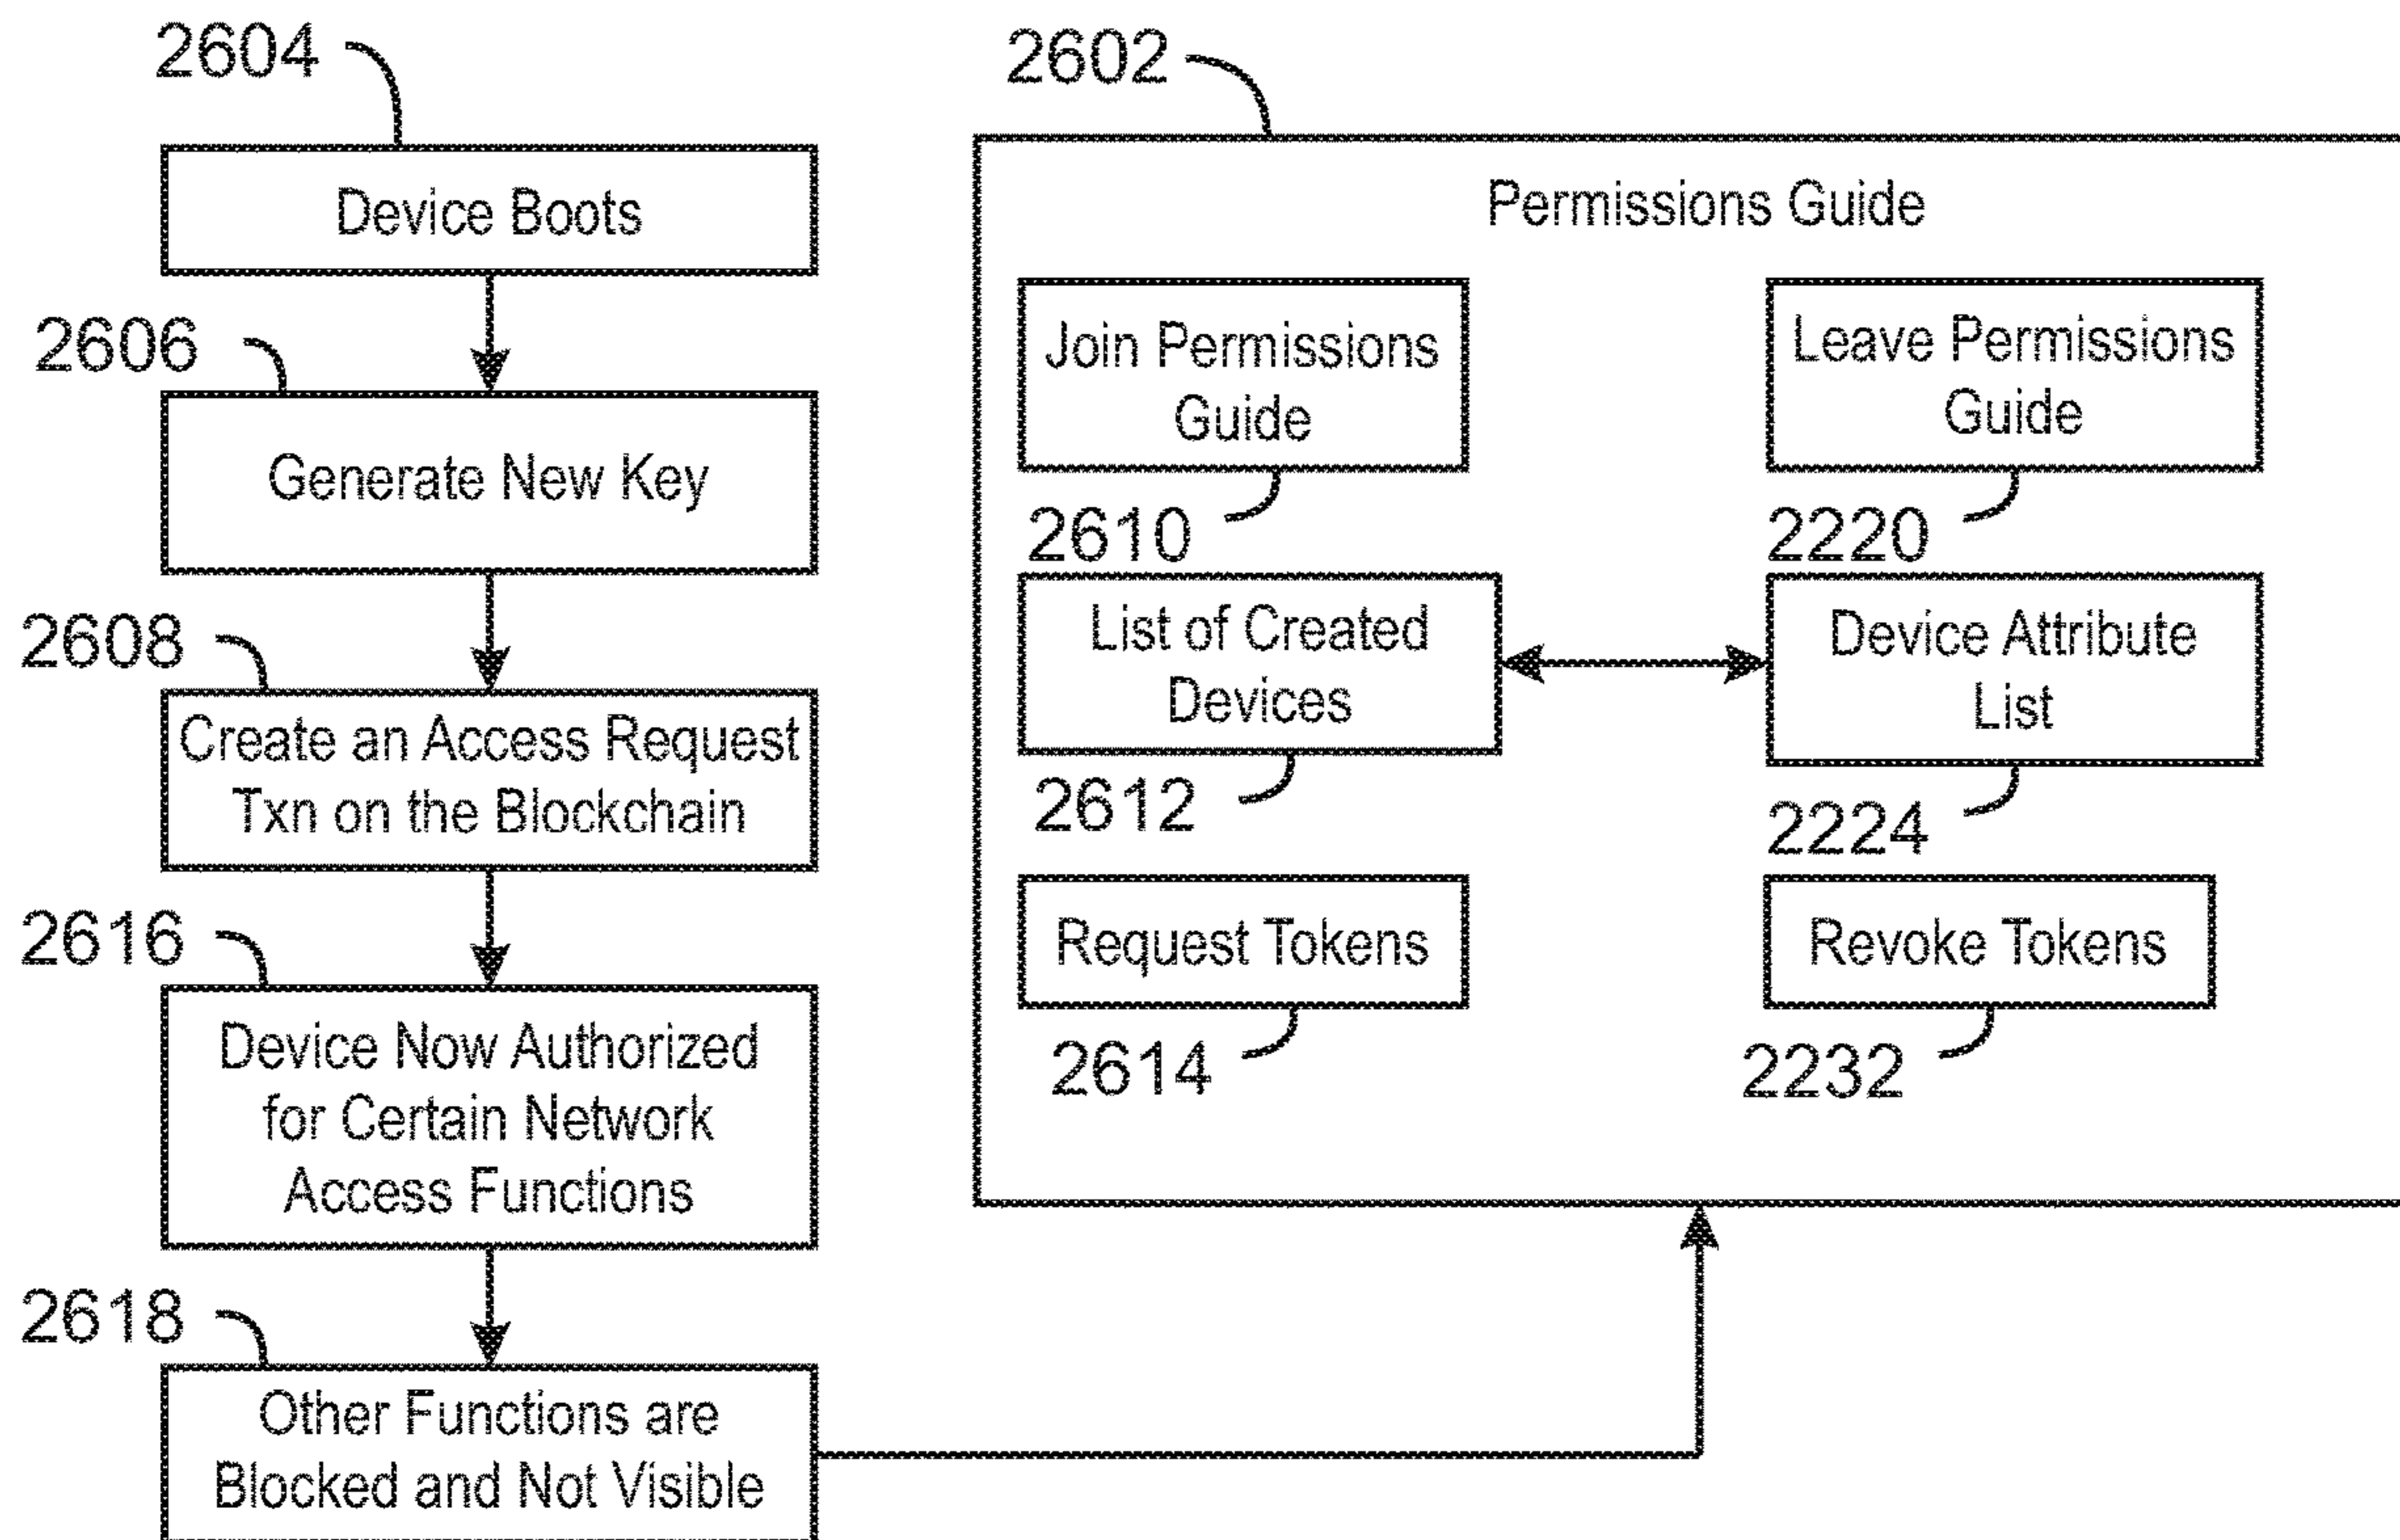 2604
Device Boots
2606
Generate New Key
2608
Create an Access Request
Txn on the Blockchain
2616
Device Now Authorized
for Certain Network
Access Functions
2618
Other Functions are
Blocked and Not Visible
2602
Permissions Guide
Join Permissions
Guide
2610
Leave Permissions
Guide
2220
List of Created
Devices
2612
Device Attribute
List
2224
Request Tokens
2614
Revoke Tokens
2232